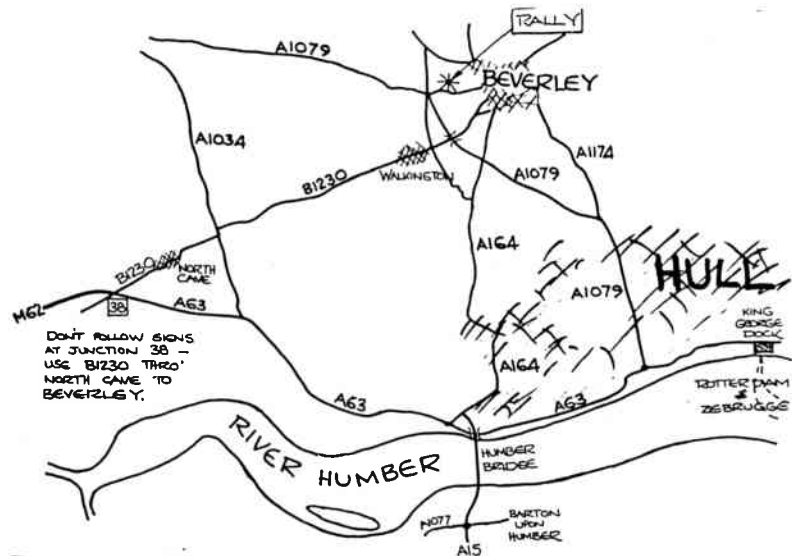 RALLY
A1079
BEVERLEY
A1034
A1174
B1230
WALKINGTON
A1079
A164
HULL
B1230
NORTH
CAVE
A1079
M62
38
A63
KING
GEORGE
DOCK
DON'T FOLLOW SIGNS
AT JUNCTION 38 -
USE B1230 THRO'
NORTH CAVE TO
BEVERLEY.
A164
ROTTERDAM
&
ZEEBRUGGE
A63
A63
RIVER HUMBER
HUMBER
BRIDGE
A1077
BARTON
UPON
HUMBER
A15